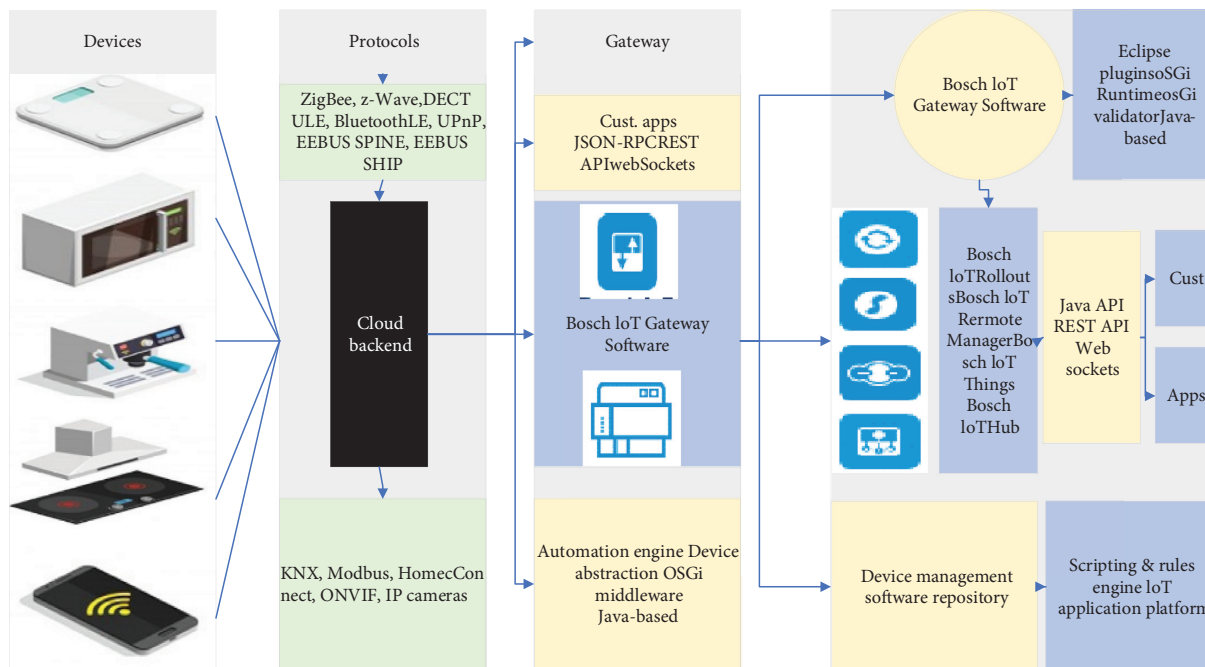 Devices
Protocols
ZigBee, z-Wave,DECT
ULE, BluetoothLE, UPnP,
EEBUS SPINE, EEBUS
SHIP
Cloud
backend
KNX, Modbus, HomecCon
nect, ONVIF, IP cameras
Gateway
Cust. apps
JSON-RPCREST
APIwebSockets
Bosch loT Gateway
Software
Automation engine Device
abstraction OSGi
middleware
Java-based
Bosch loT
Gateway Software
Eclipse
pluginsoSGi
RuntimeosGi
validatorJava-
based
Bosch
loTRollout
sBosch loT
Rermote
ManagerBo
sch loT
Things
Bosch
loTHub
Java API
REST API
Web
sockets
Cust
Apps
Device management
software repository
Scripting & rules
engine loT
application platform